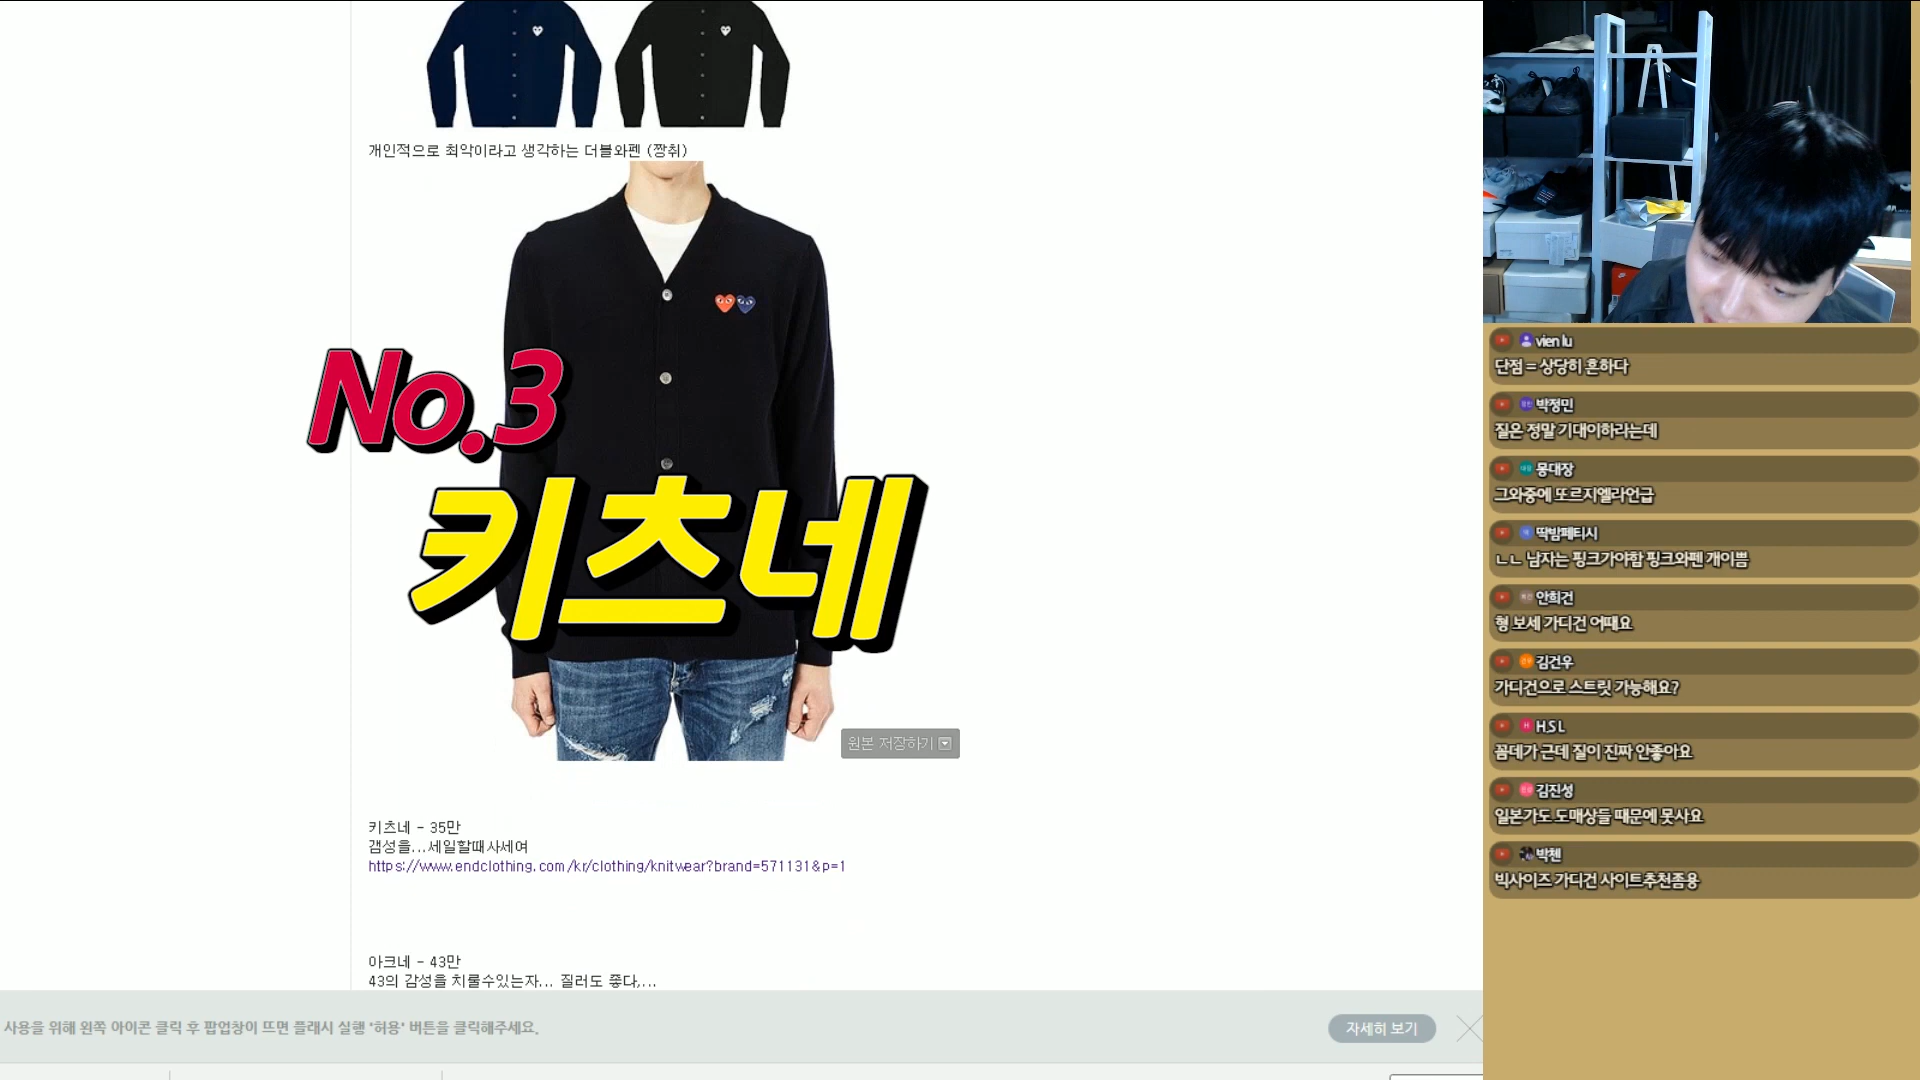 개인적으로 최악이라고 생각하는 더블와펜 (짱취)
No.3
키츠네
원본 저장하기
키츠네 - 35만
갬성을...세일할때사세여
https://www.endclothing.com/kr/clothing/knitwear?brand=571131&p=1
아크네 - 43만
43의 감성을 치룰수있는자... 질러도 좋다,...
사용을 위해 왼쪽 아이콘 클릭 후 팝업창이 뜨면 플래시 실행 '허용' 버튼을 클릭해주세요.
자세히 보기
vien lu
단점 = 상당히 흔하다
박정민
질은 정말 기대이하라는데
몽대장
그와중에 또르지엘라언급
딱밤페티시
ㄴㄴ 남자는 핑크가야함 핑크와펜 개이쁨
안희건
형 보세 가디건 어때요
김건우
가디건으로 스트릿 가능해요?
H.S.L
꼼데가 근데 질이 진짜 안좋아요
김진성
일본가도 도매상들 때문에 못사요
박첸
빅사이즈 가디건 사이트추천좀용